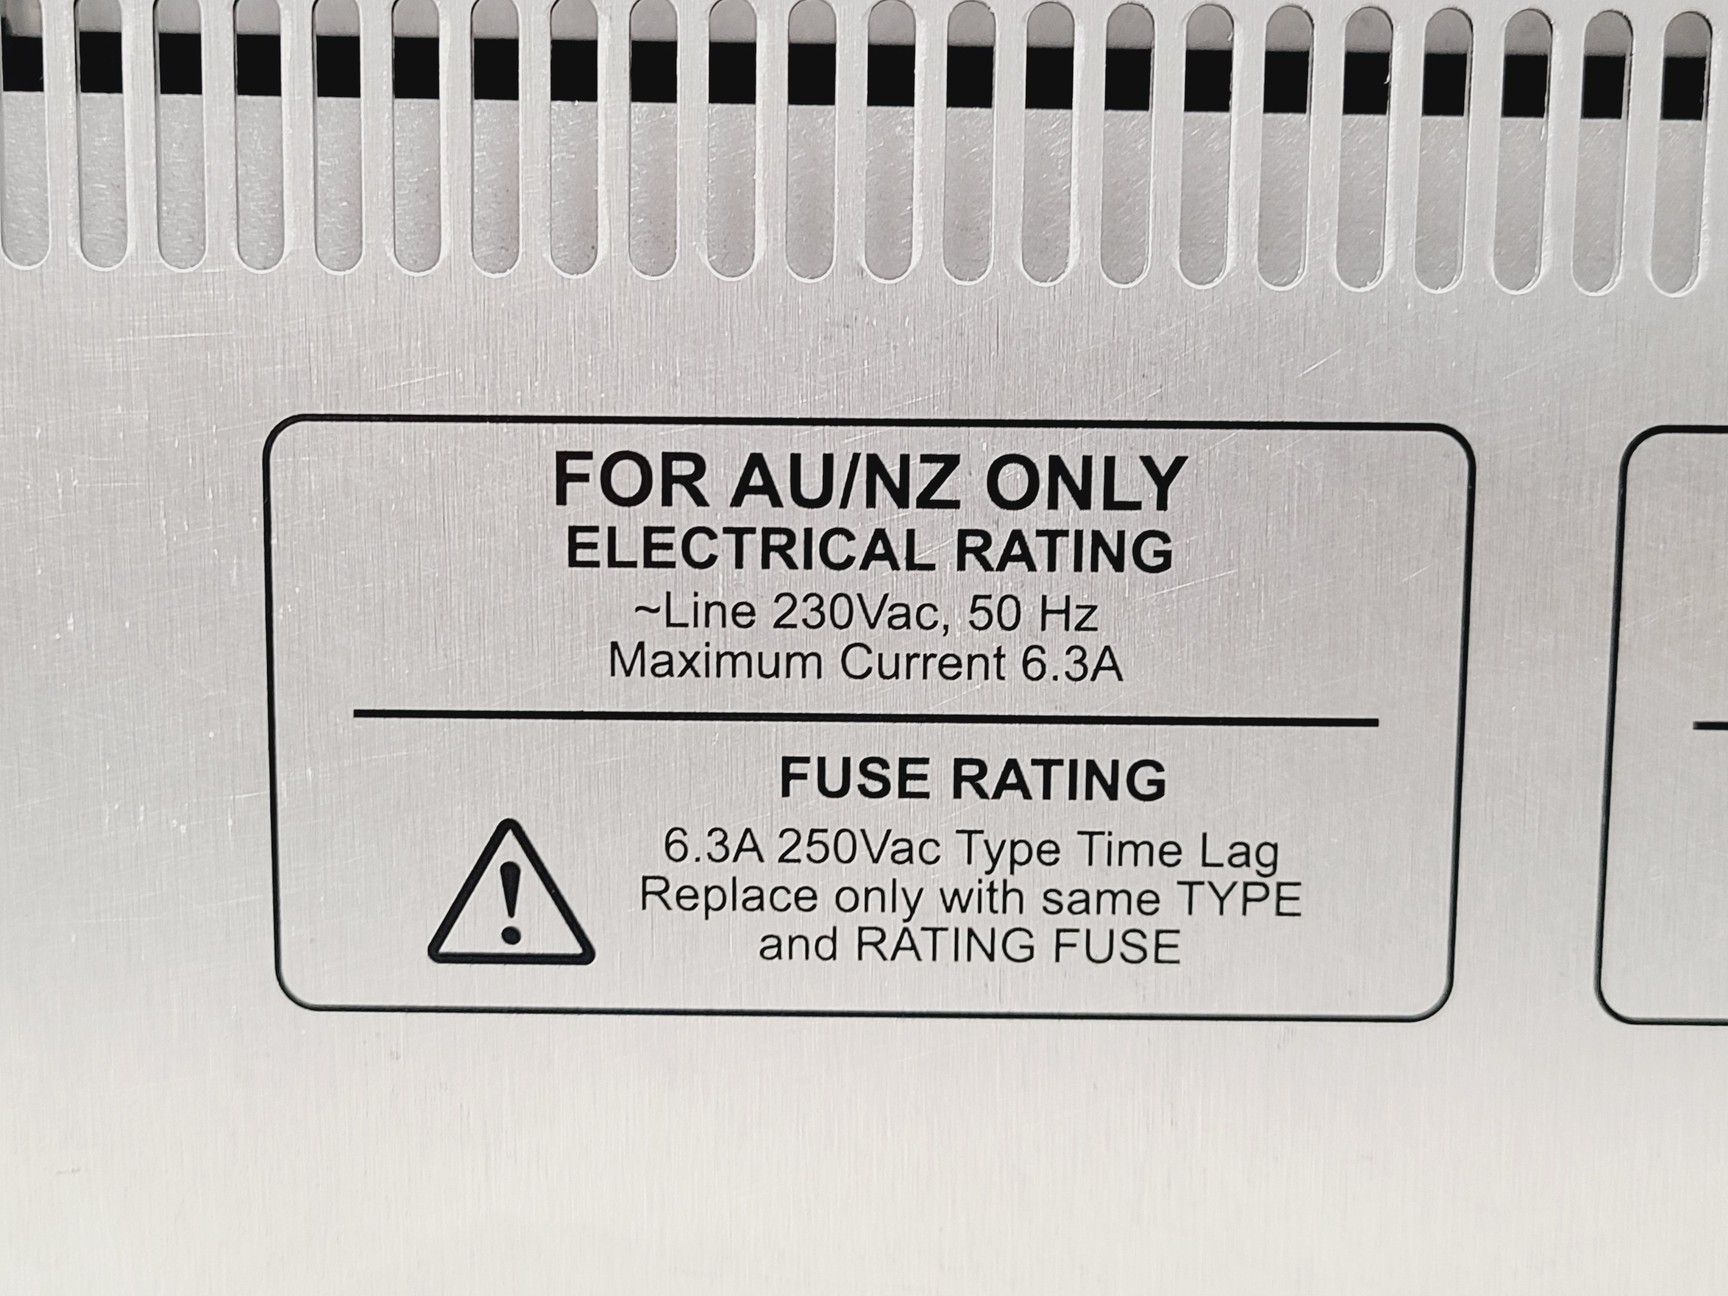 FOR AU/NZ ONLY
ELECTRICAL RATING
~Line 230Vac, 50 Hz
Maximum Current 6.3A
FUSE RATING
6.3A 250Vac Type Time Lag
Replace only with same TYPE
and RATING FUSE